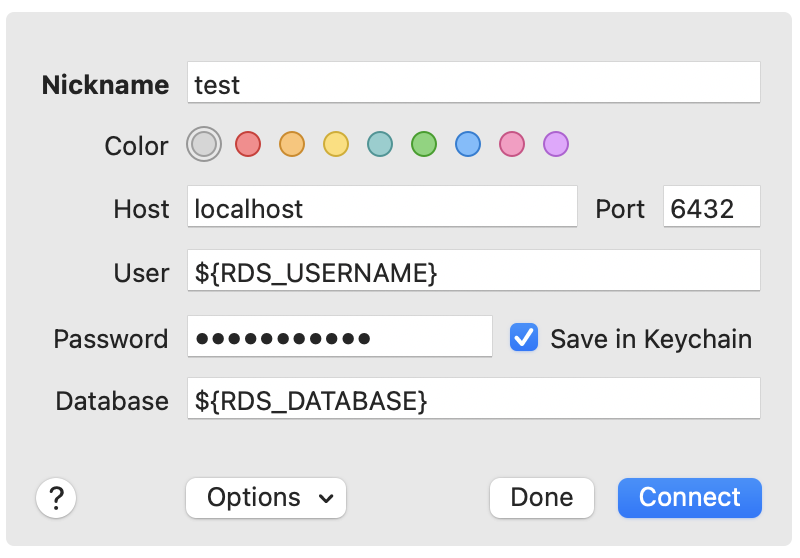 Nickname test
Color
Host localhost Port 6432
User ${RDS_USERNAME}
Password ●●●●●●●●●●● Save in Keychain
Database ${RDS_DATABASE}
? Options Done Connect